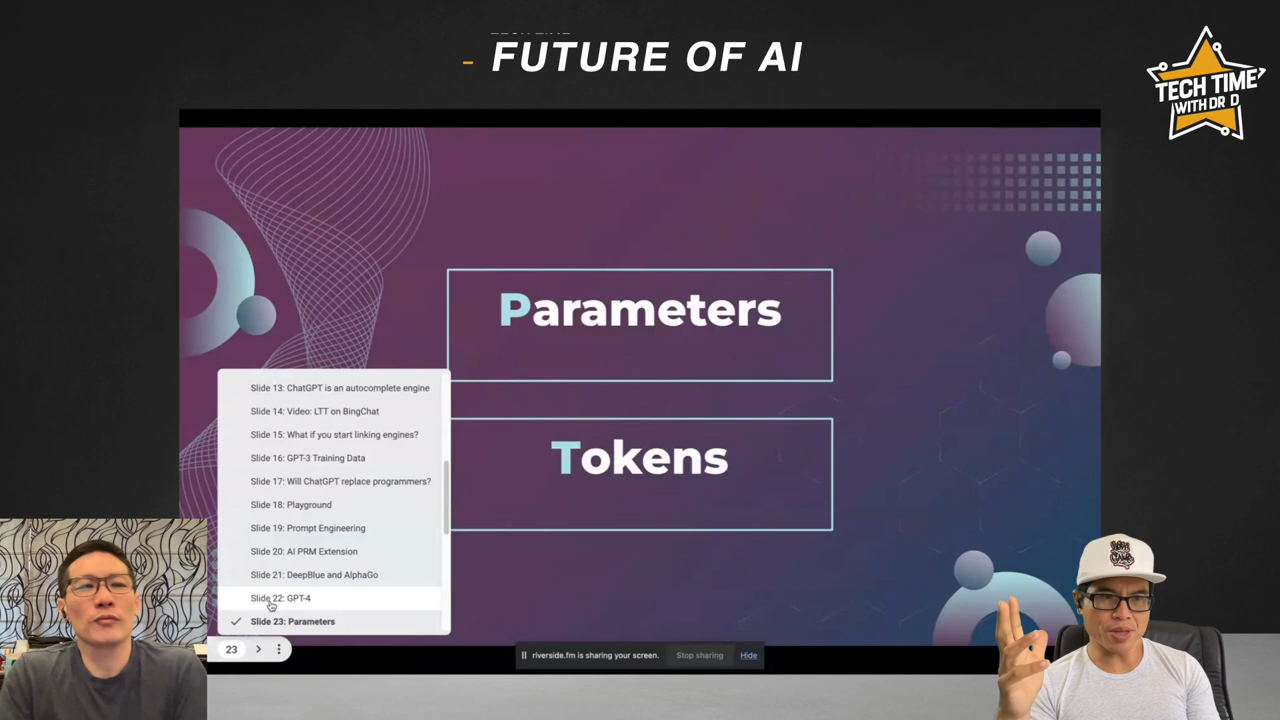 FUTURE OF AI
TECH TIME
WITH DR D
Parameters
Tokens
Slide 13: ChatGPT is an autocomplete engine
Slide 14: Video: LTT on BingChat
Slide 15: What if you start linking engines?
Slide 16: GPT-3 Training Data
Slide 17: Will ChatGPT replace programmers?
Slide 18: Playground
Slide 19: Prompt Engineering
Slide 20: AI PRM Extension
Slide 21: DeepBlue and AlphaGo
Slide 22: GPT-4
Slide 23: Parameters
23
riverside.fm is sharing your screen.
Stop sharing
Hide